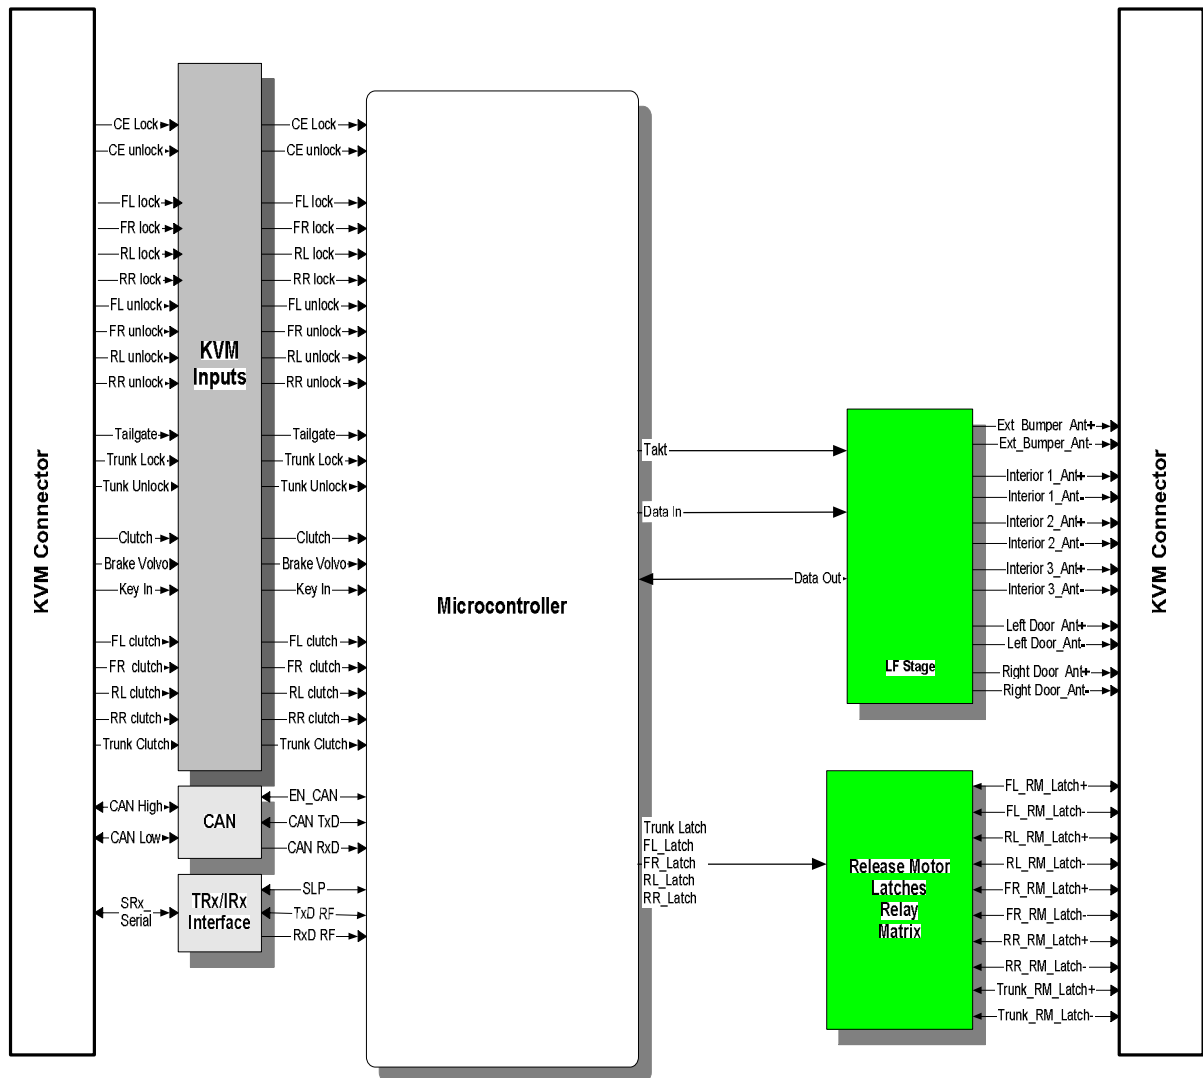 KVM Connector
CE Lock
CE unlock
FL lock
FR lock
RL lock
RR lock
FL unlock
FR unlock
RL unlock
RR unlock
Tailgate
Trunk Lock
Tunk Unlock
Clutch
Brake Volvo
Key In
FL clutch
FR clutch
RL clutch
RR clutch
Trunk Clutch
CAN High
CAN Low
SRx_
Serial
KVM
Inputs
CAN
TRx/IRx
Interface
CE Lock
CE unlock
FL lock
FR lock
RL lock
RR lock
FL unlock
FR unlock
RL unlock
RR unlock
Tailgate
Trunk Lock
Tunk Unlock
Clutch
Brake Volvo
Key In
FL clutch
FR clutch
RL clutch
RR clutch
Trunk Clutch
EN_CAN
CAN TxD
CAN RxD
SLP
TxD RF
RxD RF
Microcontroller
Takt
Data In
Data Out
Trunk Latch
FL_Latch
FR_Latch
RL_Latch
RR_Latch
LF Stage
Release Motor
Latches
Relay
Matrix
Ext_Bumper_Ant+
Ext_Bumper_Ant-
Interior 1_Ant+
Interior 1_Ant-
Interior 2_Ant+
Interior 2_Ant-
Interior 3_Ant+
Interior 3_Ant-
Left Door_Ant+
Left Door_Ant-
Right Door_Ant+
Right Door_Ant-
FL_RM_Latch+
FL_RM_Latch-
RL_RM_Latch+
RL_RM_Latch-
FR_RM_Latch+
FR_RM_Latch-
RR_RM_Latch+
RR_RM_Latch-
Trunk_RM_Latch+
Trunk_RM_Latch-
KVM Connector